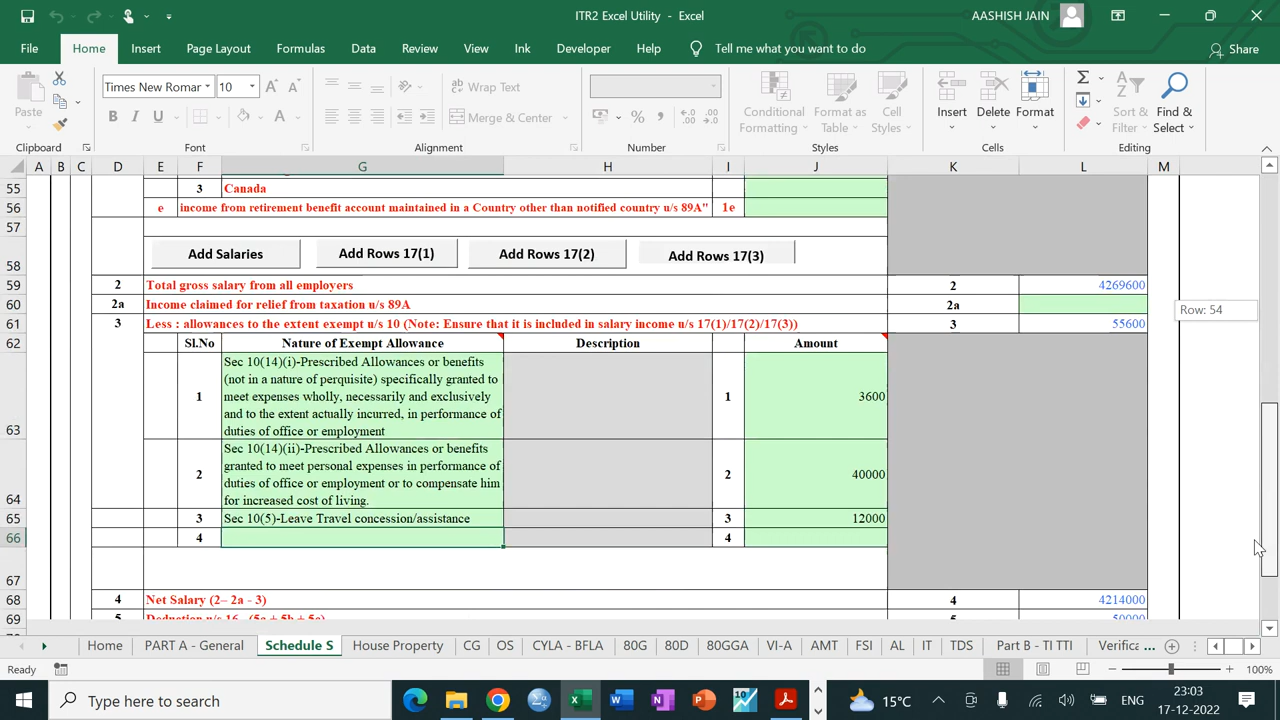 ITR2 Excel Utility - Excel
AASHISH JAIN
File Home Insert Page Layout Formulas Data Review View Ink Developer Help Tell me what you want to do Share
Paste
Clipboard
Times New Romar 10
B I U
Font
Wrap Text
Merge & Center
Alignment
Number
Conditional Formatting
Format as Table
Cell Styles
Styles
Insert Delete Format
Cells
Sort & Filter
Find & Select
Editing
A B C D E F G H I J K L M
55 3 Canada
56 e income from retirement benefit account maintained in a Country other than notified country u/s 89A" 1e
57
58 Add Salaries Add Rows 17(1) Add Rows 17(2) Add Rows 17(3)
59 2 Total gross salary from all employers 2 4269600
60 2a Income claimed for relief from taxation u/s 89A 2a
Row: 54
61 3 Less : allowances to the extent exempt u/s 10 (Note: Ensure that it is included in salary income u/s 17(1)/17(2)/17(3)) 3 55600
62 Sl.No Nature of Exempt Allowance Description Amount
Sec 10(14)(i)-Prescribed Allowances or benefits
(not in a nature of perquisite) specifically granted to
63 1 meet expenses wholly, necessarily and exclusively 1 3600
and to the extent actually incurred, in performance of
duties of office or employment
Sec 10(14)(ii)-Prescribed Allowances or benefits
granted to meet personal expenses in performance of
64 2 duties of office or employment or to compensate him 2 40000
for increased cost of living.
65 3 Sec 10(5)-Leave Travel concession/assistance 3 12000
66 4 4
67
68 4 Net Salary (2– 2a - 3) 4 4214000
69 5 Deduction u/s 16 (5a + 5b + 5c) 5 50000
Home PART A - General Schedule S House Property CG OS CYLA - BFLA 80G 80D 80GGA VI-A AMT FSI AL IT TDS Part B - TI TTI Verifica ...
Ready 100%
Type here to search 15°C ENG 23:03
17-12-2022